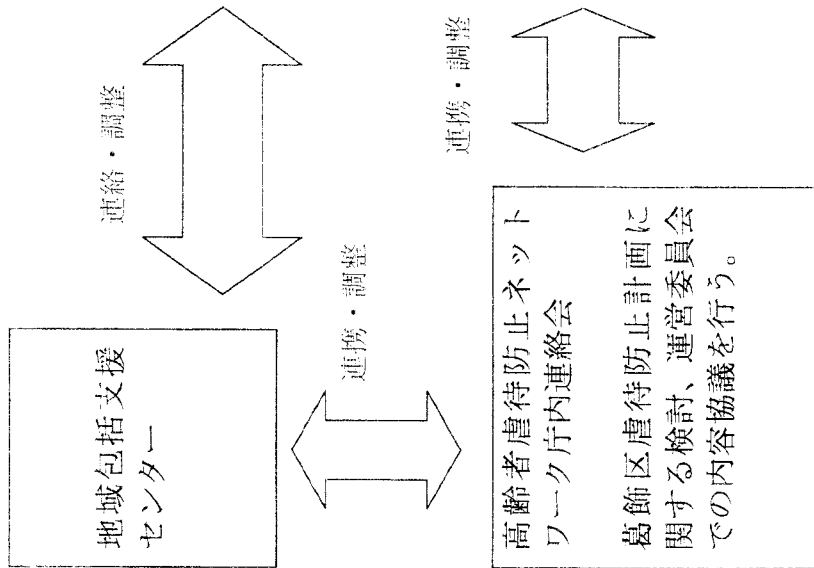 地域包括支援
センター
連絡・調整
連携・調整
高齢者虐待防止ネット
ワーク庁内連絡会
葛飾区虐待防止計画に
関する検討、運営委員会
での内容協議を行う。
連携・調整